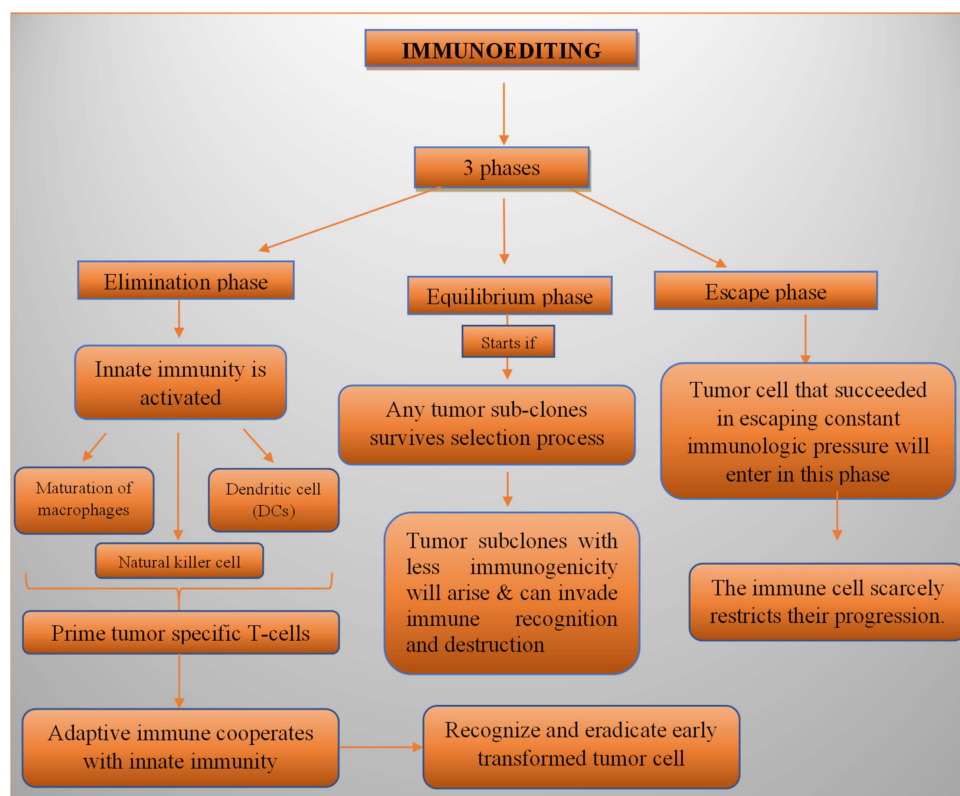 IMMUNOEDITING
3 phases
Elimination phase
Equilibrium phase
Escape phase
Starts if
Innate immunity is
activated
Any tumor sub-clones
survives selection process
Tumor cell that succeeded
in escaping constant
immunologic pressure will
enter in this phase
Maturation of
macrophages
Dendritic cell
(DCs)
Natural killer cell
Tumor subclones with
less immunogenicity
will arise & can invade
immune recognition
and destruction
The immune cell scarcely
restricts their progression.
Prime tumor specific T-cells
Adaptive immune cooperates
with innate immunity
Recognize and eradicate early
transformed tumor cell